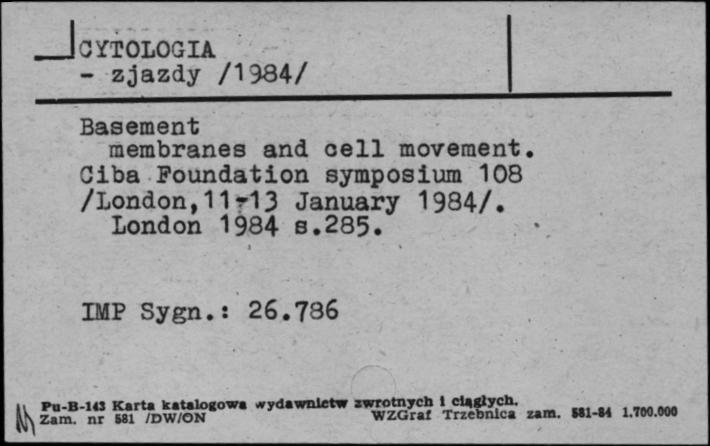 CYTOLOGIA
- zjazdy /1984/
Basement
membranes and cell movement.
Ciba Foundation symposium 108
/London,11-13 January 1984/.
London 1984 s.285.
IMP Sygn.: 26.786
Pu-B-143 Karta katalogowa wydawnictw zwrotnych i ciągłych.
Zam. nr 581 /DW/ON WZGraf Trzebnica zam. 581-84 1.700.000